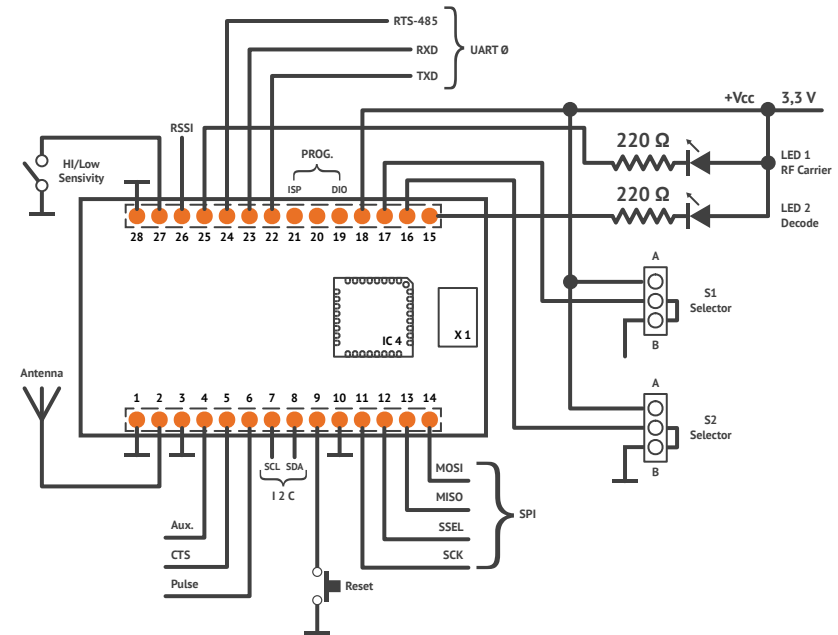 RTS-485
RXD
UART Ø
TXD
+Vcc 3,3 V
RSSI
220 Ω
LED 1
RF Carrier
HI/Low
Sensivity
PROG.
ISP DIO
220 Ω
LED 2
Decode
28 27 26 25 24 23 22 21 20 19 18 17 16 15
A
S1
Selector
B
IC 4
X 1
Antenna
1 2 3 4 5 6 7 8 9 10 11 12 13 14
A
S2
Selector
B
SCL SDA
I 2 C
MOSI
MISO
SPI
SSEL
SCK
Aux.
CTS
Pulse
Reset